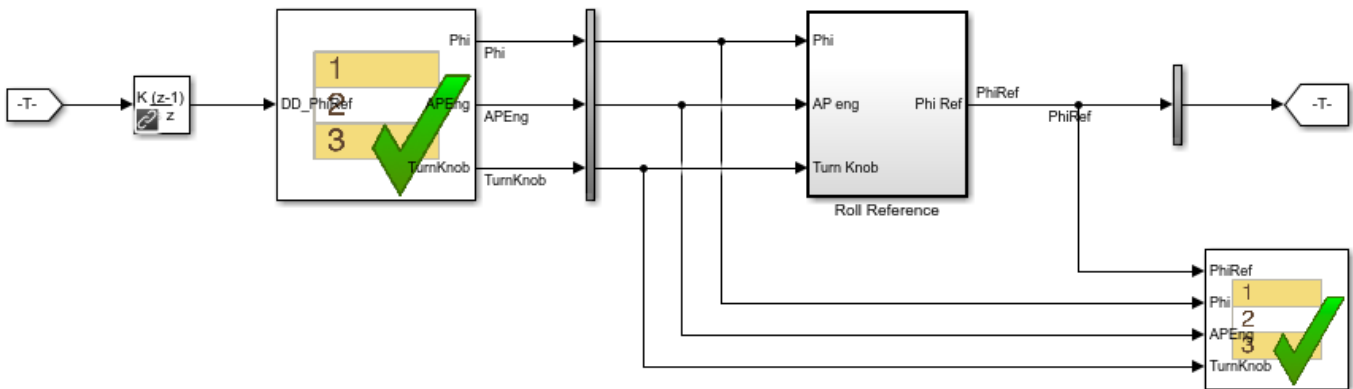 -T-
K (z-1)
z
DD_PhiRef
1
2
3
Phi
APEng
TurnKnob
Phi
APEng
TurnKnob
Phi
AP eng
Turn Knob
Phi Ref
Roll Reference
PhiRef
PhiRef
-T-
PhiRef
Phi
APEng
TurnKnob
1
2
3